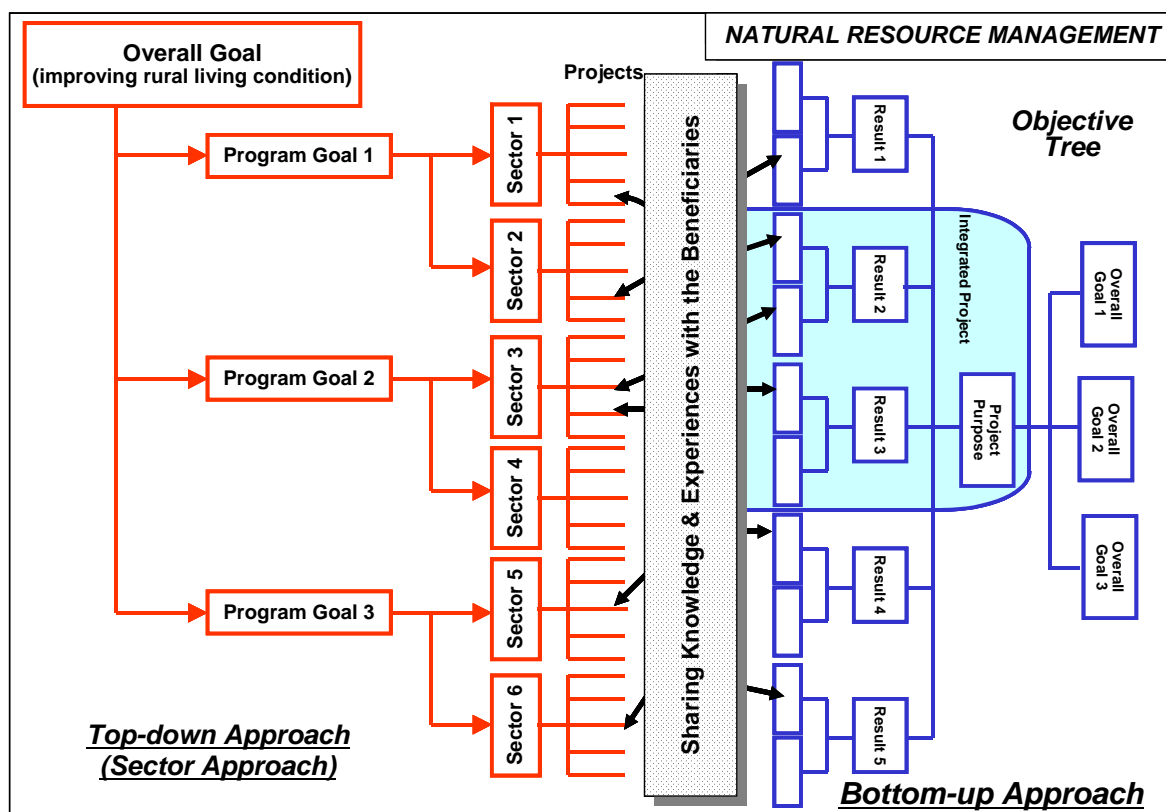 NATURAL RESOURCE MANAGEMENT
Overall Goal
(improving rural living condition)
Projects
Objective
Tree
Program Goal 1
Sector 1
Sector 2
Program Goal 2
Sector 3
Sector 4
Program Goal 3
Sector 5
Sector 6
Sharing Knowledge & Experiences with the Beneficiaries
Result 1
Result 2
Result 3
Result 4
Result 5
Integrated Project
Project
Purpose
Overall
Goal 1
Overall
Goal 2
Overall
Goal 3
Top-down Approach
(Sector Approach)
Bottom-up Approach